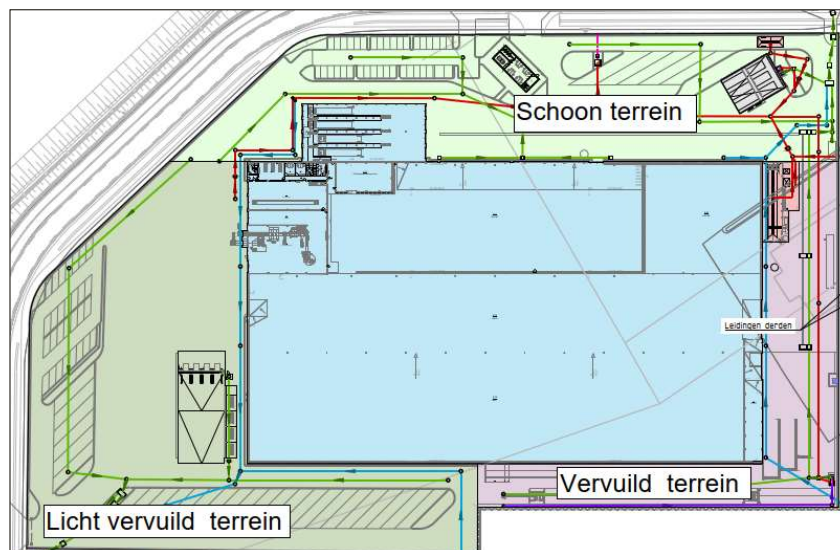 Schoon terrein
Leidingen derden
Vervuild terrein
Licht vervuild terrein